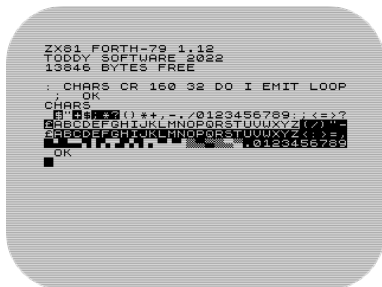 ZX81 FORTH-79 1.12
TODDY SOFTWARE 2022
13846 BYTES FREE
: CHARS CR 160 32 DO I EMIT LOOP
; OK
CHARS
$"+$;*?()*+,-./0123456789:;<=>?
£ABCDEFGHIJKLMNOPQRSTUVWXYZ(/)"-
£ABCDEFGHIJKLMNOPQRSTUVWXYZ<:>=,
.0123456789
OK